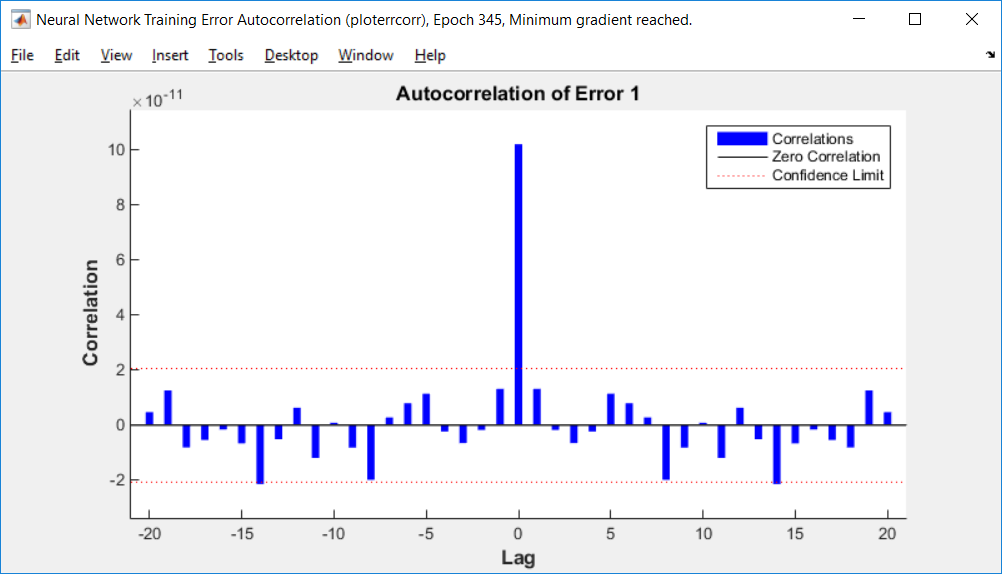 Neural Network Training Error Autocorrelation (ploterrcorr), Epoch 345, Minimum gradient reached.
File Edit View Insert Tools Desktop Window Help
Autocorrelation of Error 1
×10⁻¹¹
10
8
6
4
2
0
-2
Correlation
Correlations
Zero Correlation
Confidence Limit
-20 -15 -10 -5 0 5 10 15 20
Lag